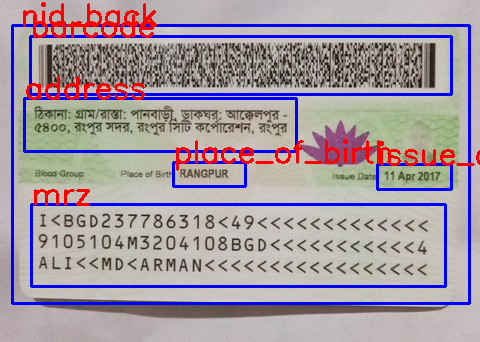 nid_back
barcode
address
ঠিকানা: গ্রাম/রাস্তা: পানবাড়ী, ডাকঘর: আক্কেলপুর -
৫৪০০, রংপুর সদর, রংপুর সিটি কর্পোরেশন, রংপুর
place_of_birth
issue_d
Blood Group
Place of Birth RANGPUR
Issue Date 11 Apr 2017
mrz
I<BGD237786318<49<<<<<<<<<<<<<
9105104M3204108BGD<<<<<<<<<<<4
ALI<<MD<ARMAN<<<<<<<<<<<<<<<<<